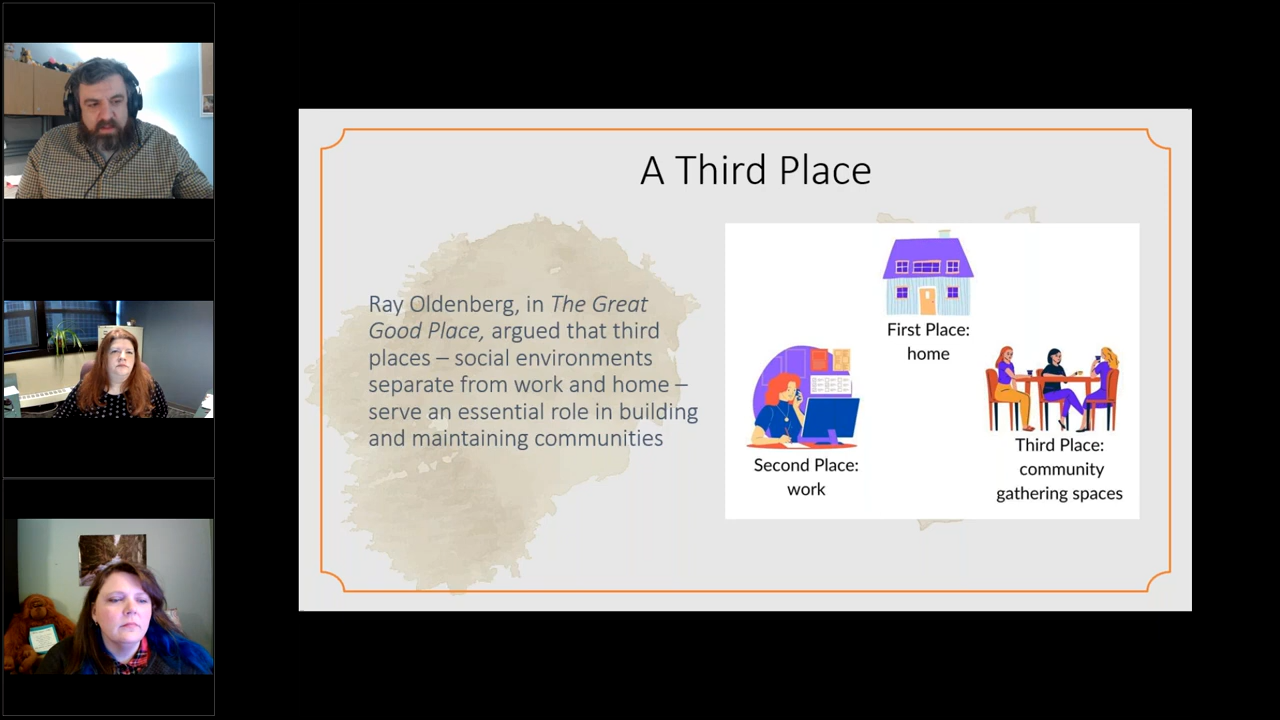 A Third Place
Ray Oldenberg, in The Great
Good Place, argued that third
places – social environments
separate from work and home –
serve an essential role in building
and maintaining communities
First Place:
home
Second Place:
work
Third Place:
community
gathering spaces